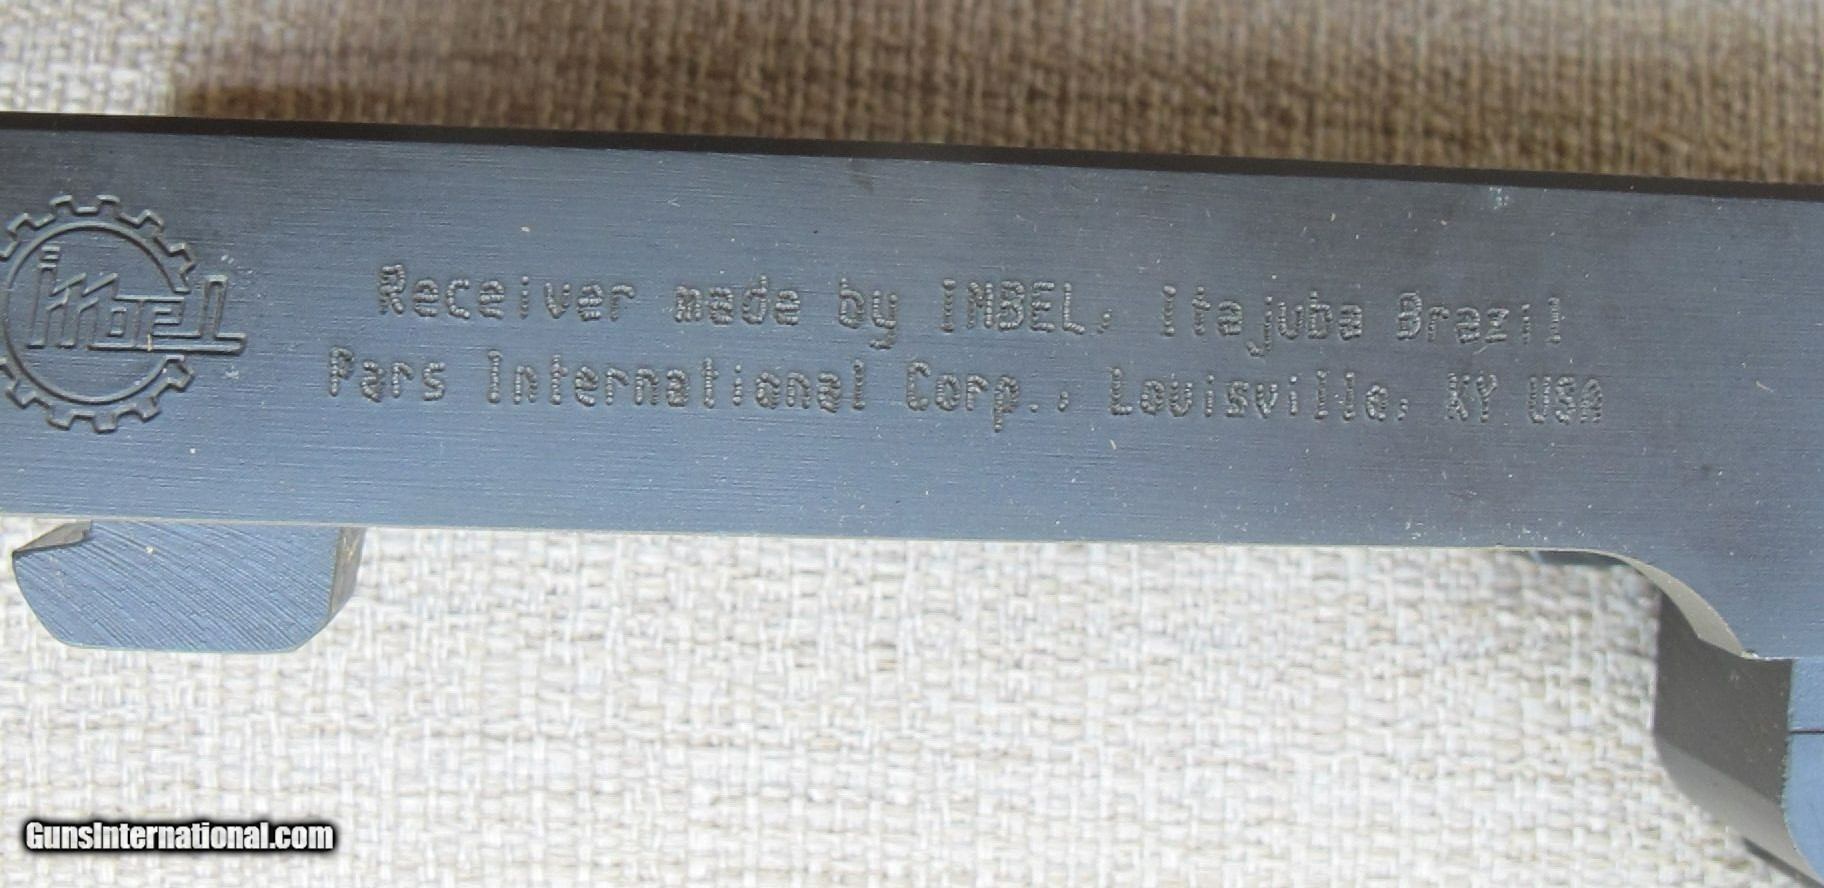 imbel
Receiver made by IMBEL, Itajuba Brazil
Pars International Corp., Louisville, KY USA
GunsInternational.com